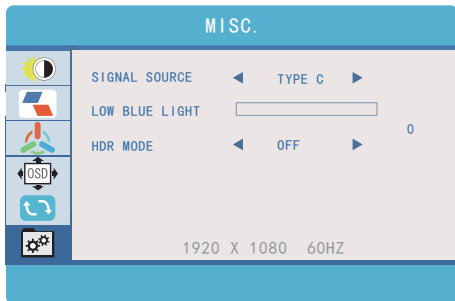 MISC.
SIGNAL SOURCE TYPE C
LOW BLUE LIGHT
0
HDR MODE OFF
OSD
1920 X 1080 60HZ